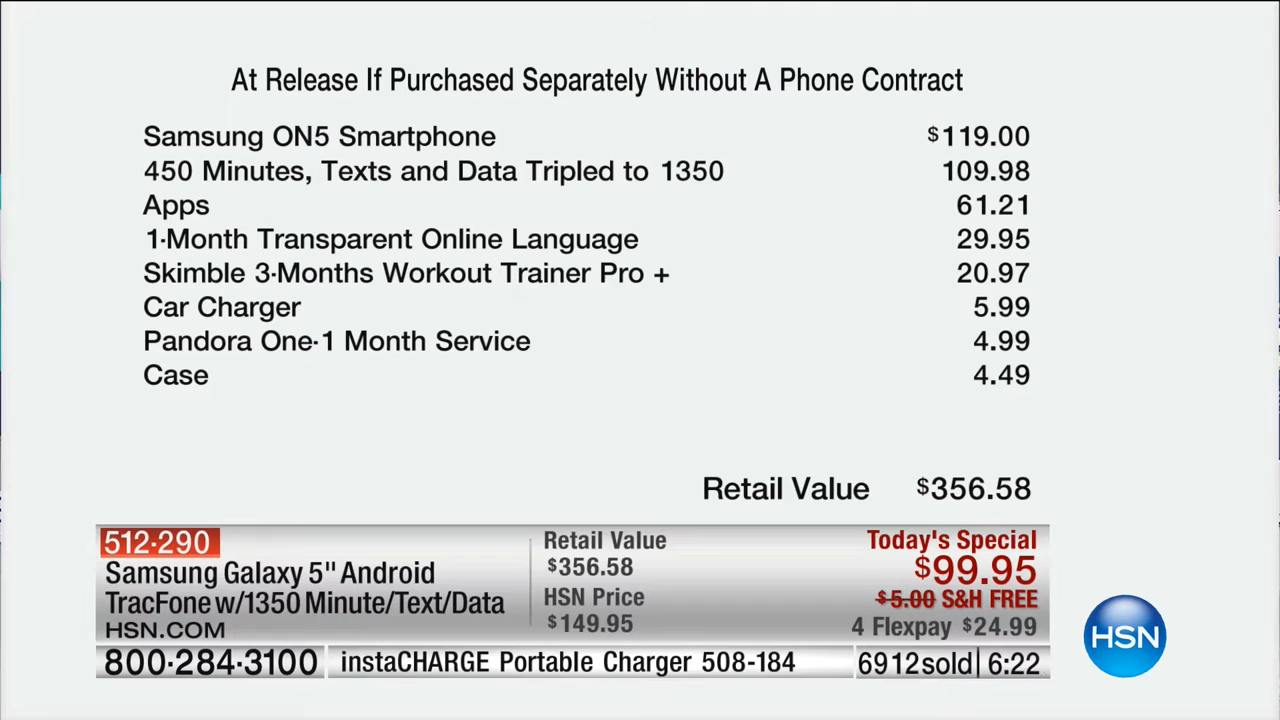 At Release If Purchased Separately Without A Phone Contract
Samsung ON5 Smartphone $119.00
450 Minutes, Texts and Data Tripled to 1350 109.98
Apps 61.21
1-Month Transparent Online Language 29.95
Skimble 3-Months Workout Trainer Pro + 20.97
Car Charger 5.99
Pandora One-1 Month Service 4.99
Case 4.49
Retail Value $356.58
512-290
Samsung Galaxy 5" Android
TracFone w/1350 Minute/Text/Data
HSN.COM
Retail Value
$356.58
HSN Price
$149.95
Today's Special
$99.95
$5.00 S&H FREE
4 Flexpay $24.99
HSN
800-284-3100
instaCHARGE Portable Charger 508-184
6912sold 6:22